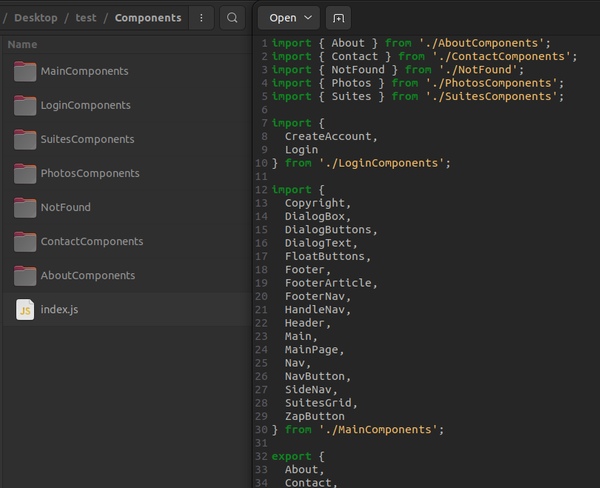 / Desktop / test / Components
Open
Name
MainComponents
LoginComponents
SuitesComponents
PhotosComponents
NotFound
ContactComponents
AboutComponents
JS index.js
1 import { About } from './AboutComponents';
2 import { Contact } from './ContactComponents';
3 import { NotFound } from './NotFound';
4 import { Photos } from './PhotosComponents';
5 import { Suites } from './SuitesComponents';
6
7 import {
8   CreateAccount,
9   Login
10 } from './LoginComponents';
11
12 import {
13   Copyright,
14   DialogBox,
15   DialogButtons,
16   DialogText,
17   FloatButtons,
18   Footer,
19   FooterArticle,
20   FooterNav,
21   HandleNav,
22   Header,
23   Main,
24   MainPage,
25   Nav,
26   NavButton,
27   SideNav,
28   SuitesGrid,
29   ZapButton
30 } from './MainComponents';
31
32 export {
33   About,
34   Contact,